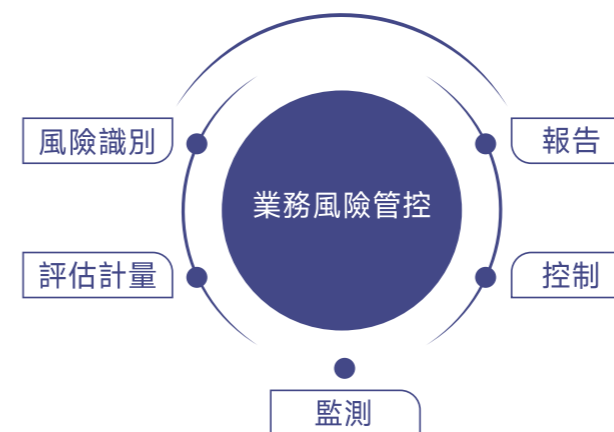 風險識別
報告
業務風險管控
評估計量
控制
監測